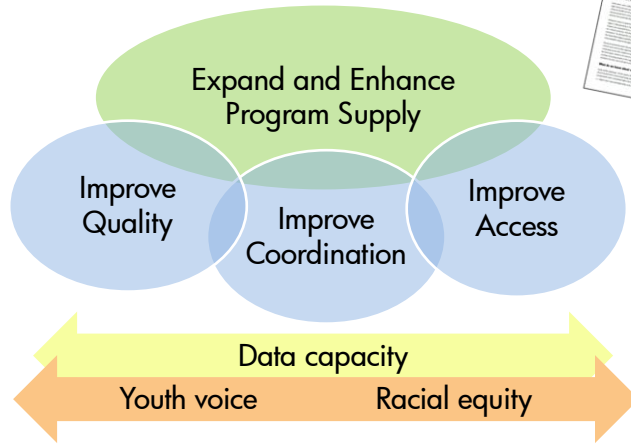 Expand and Enhance
Program Supply
Improve
Quality
Improve
Coordination
Improve
Access
Data capacity
Youth voice Racial equity